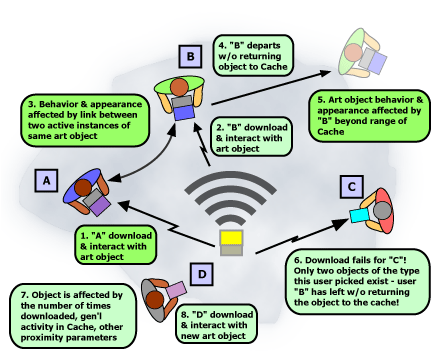 B
4. "B" departs
w/o returning
object to Cache
3. Behavior & appearance
affected by link between
two active instances of
same art object
5. Art object behavior &
appearance affected by
"B" beyond range of
Cache
2. "B" download
& interact with
art object
A
C
1. "A" download
& interact with
art object
D
6. Download fails for "C"!
Only two objects of the type
this user picked exist - user
"B" has left w/o returning
the object to the cache!
7. Object is affected by
the number of times
downloaded, gen'l
activity in Cache, other
proximity parameters
8. "D" download
& interact with
new art object